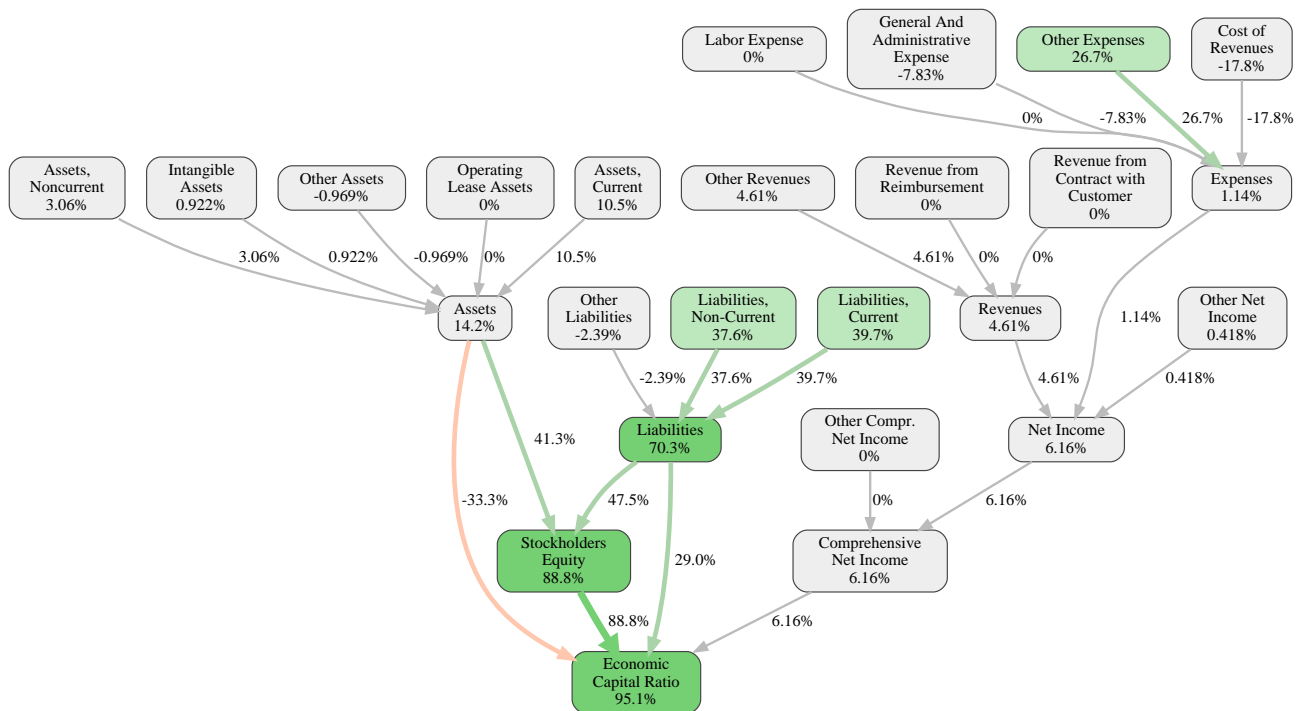 Labor Expense
0%
General And
Administrative
Expense
-7.83%
Other Expenses
26.7%
Cost of
Revenues
-17.8%
0%
-7.83%
26.7%
-17.8%
Assets,
Noncurrent
3.06%
Intangible
Assets
0.922%
Other Assets
-0.969%
Operating
Lease Assets
0%
Assets,
Current
10.5%
Other Revenues
4.61%
Revenue from
Reimbursement
0%
Revenue from
Contract with
Customer
0%
Expenses
1.14%
3.06%
0.922%
-0.969%
0%
10.5%
4.61%
0%
0%
Assets
14.2%
Other
Liabilities
-2.39%
Liabilities,
Non-Current
37.6%
Liabilities,
Current
39.7%
Revenues
4.61%
1.14%
Other Net
Income
0.418%
-2.39%
37.6%
39.7%
4.61%
0.418%
41.3%
Liabilities
70.3%
Other Compr.
Net Income
0%
Net Income
6.16%
-33.3%
47.5%
0%
6.16%
Stockholders
Equity
88.8%
29.0%
Comprehensive
Net Income
6.16%
88.8%
6.16%
Economic
Capital Ratio
95.1%